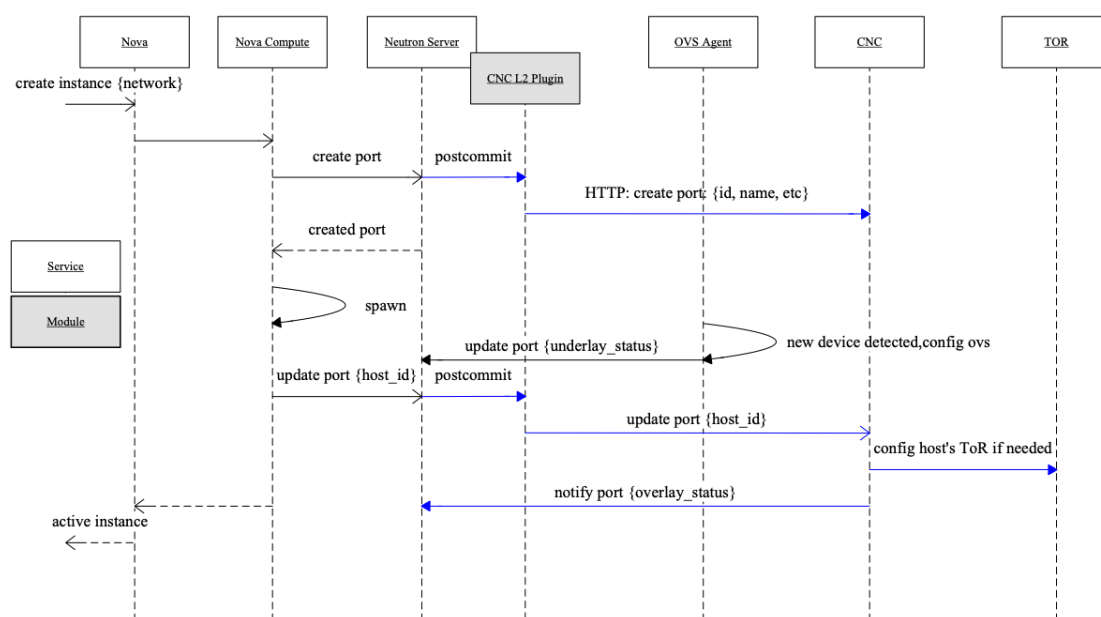 Nova
Nova Compute
Neutron Server
OVS Agent
CNC
TOR
CNC L2 Plugin
create instance {network}
create port
postcommit
HTTP: create port: {id, name, etc}
created port
Service
Module
spawn
new device detected,config ovs
update port {underlay_status}
update port {host_id}
postcommit
update port {host_id}
config host's ToR if needed
notify port {overlay_status}
active instance